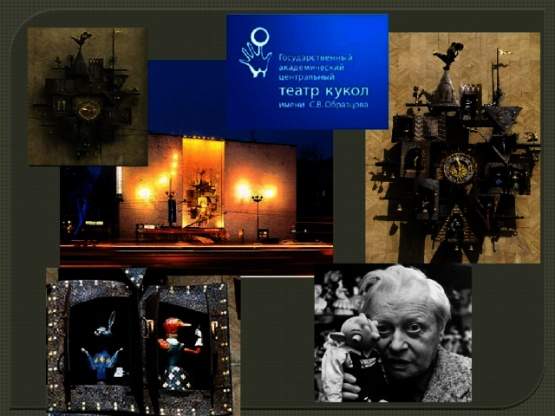 Государственный
академический
центральный
театр кукол
имени С.В. Образцова